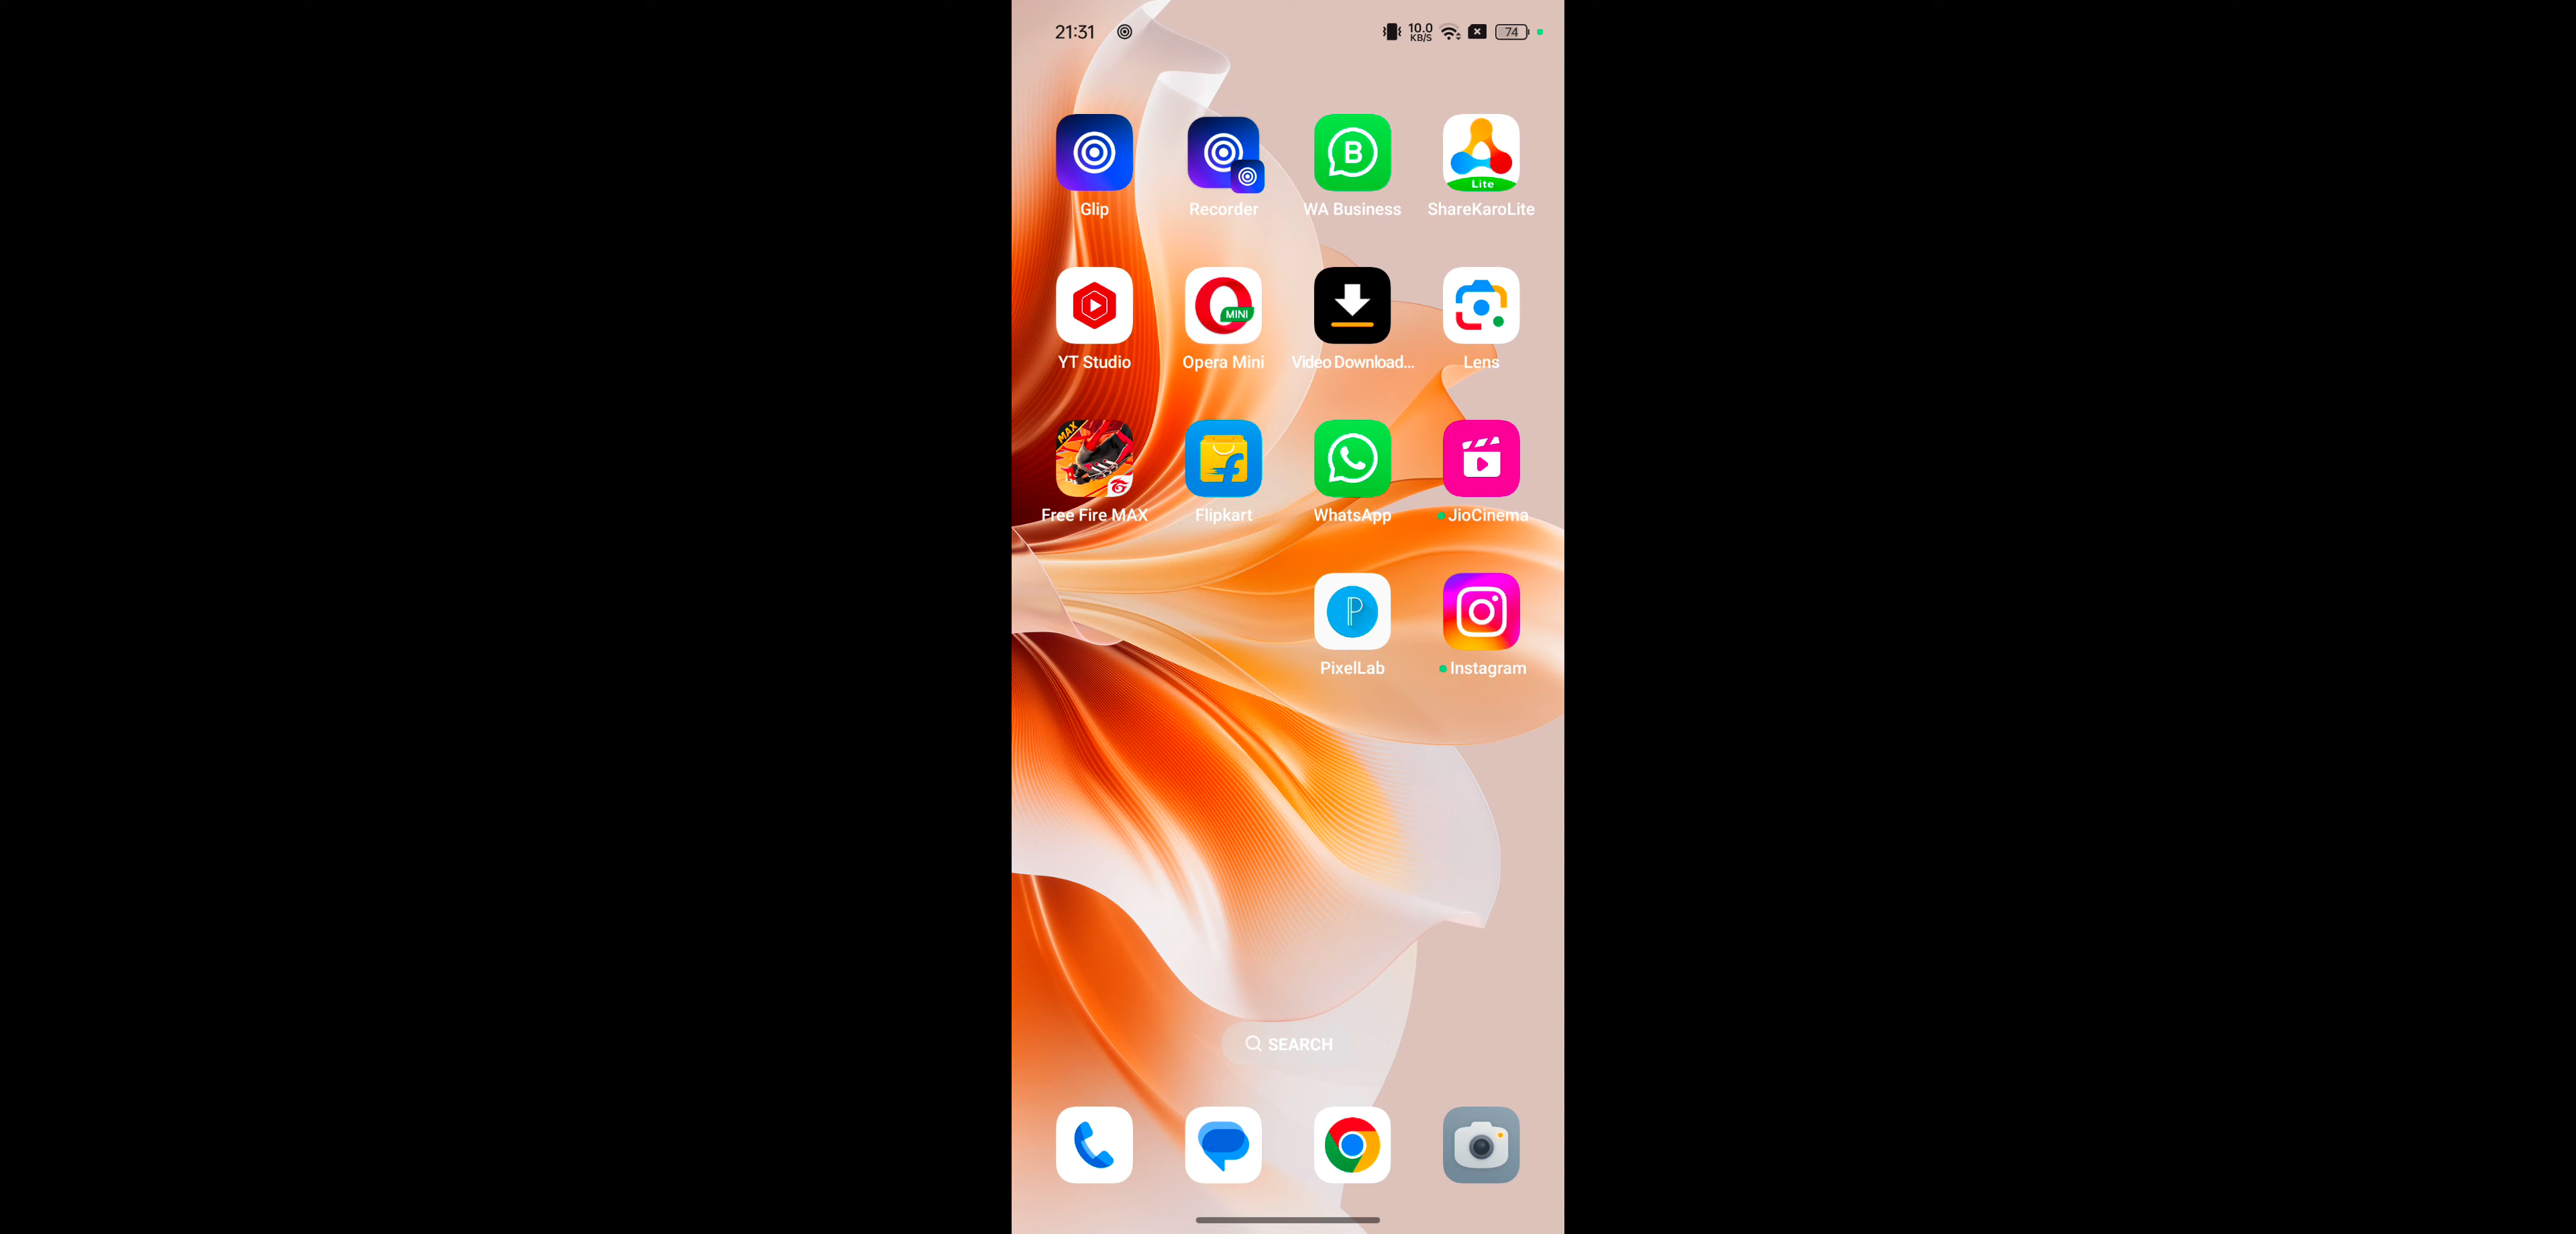 21:31 10.0 KB/S 74
Glip Recorder WA Business ShareKaroLite
B
Lite
MINI
YT Studio Opera Mini Video Download... Lens
MAX
Free Fire MAX Flipkart WhatsApp JioCinema
P
PixelLab Instagram
SEARCH